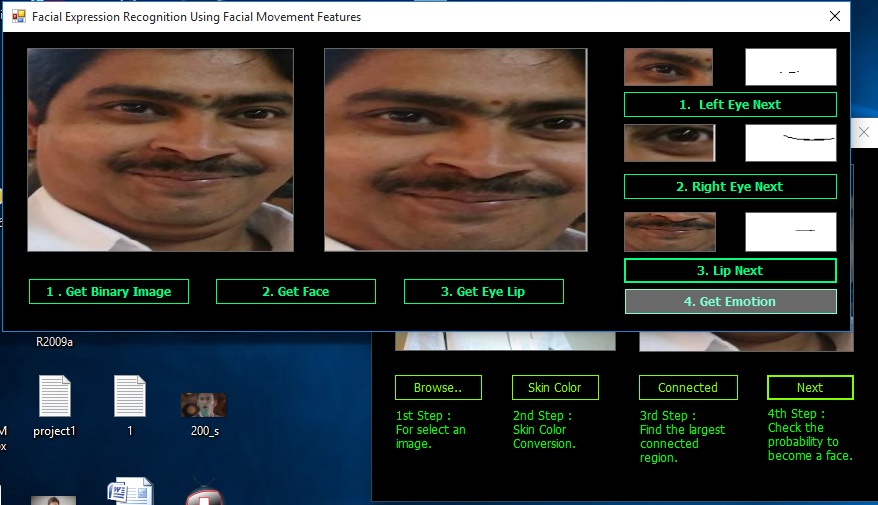 Facial Expression Recognition Using Facial Movement Features
1. Left Eye Next
2. Right Eye Next
3. Lip Next
4. Get Emotion
1 . Get Binary Image
2. Get Face
3. Get Eye Lip
R2009a
project1
1
200_s
Browse..
Skin Color
Connected
Next
1st Step :
For select an
image.
2nd Step :
Skin Color
Conversion.
3rd Step :
Find the largest
connected
region.
4th Step :
Check the
probability to
become a face.